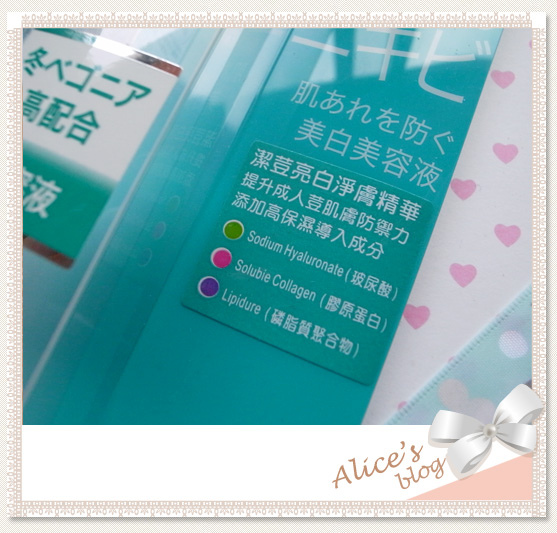 冬ベゴニア
高配合
液
ニキビ
肌あれを防ぐ
美白美容液
潔荳亮白淨膚精華
提升成人荳肌膚防禦力
添加高保濕導入成分
Sodium Hyaluronate (玻尿酸)
Soluble Collagen (膠原蛋白)
Lipidure (磷脂質聚合物)
Alice's
blog